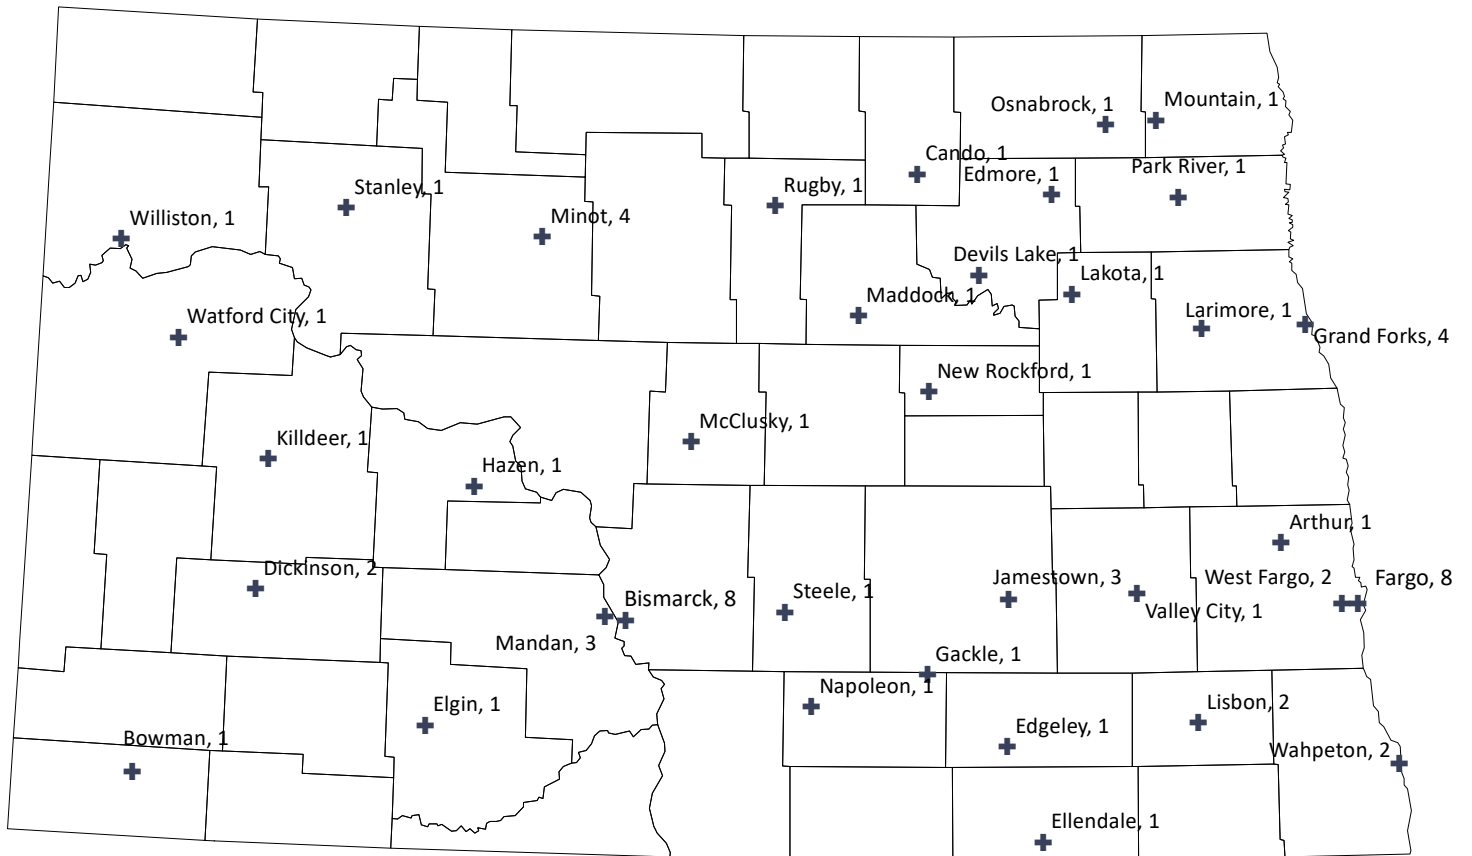 Osnabrock, 1
Mountain, 1
Cando, 1
Edmore, 1
Park River, 1
Stanley, 1
Rugby, 1
Williston, 1
Minot, 4
Devils Lake, 1
Lakota, 1
Maddock, 1
Watford City, 1
Larimore, 1
Grand Forks, 4
New Rockford, 1
McClusky, 1
Killdeer, 1
Hazen, 1
Arthur, 1
Dickinson, 2
Jamestown, 3
West Fargo, 2
Fargo, 8
Steele, 1
Bismarck, 8
Valley City, 1
Mandan, 3
Gackle, 1
Napoleon, 1
Elgin, 1
Lisbon, 2
Edgeley, 1
Bowman, 1
Wahpeton, 2
Ellendale, 1